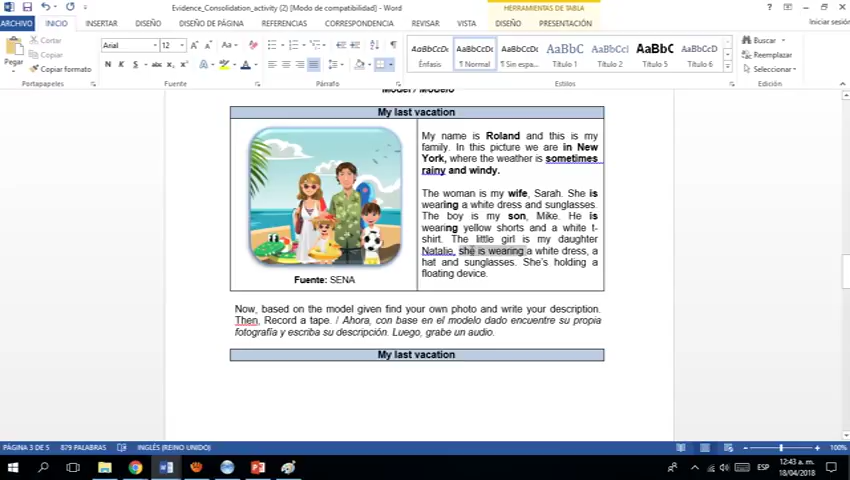 Evidence_Consolidation_activity (2) [Modo de compatibilidad] - Word
HERRAMIENTAS DE TABLA
ARCHIVO INICIO INSERTAR DISEÑO DISEÑO DE PÁGINA REFERENCIAS CORRESPONDENCIA REVISAR VISTA DISEÑO PRESENTACIÓN Iniciar sesión
Pegar
Cortar
Copiar
Copiar formato
Portapapeles
Arial 12
Fuente
Párrafo
AaBbCcDc AaBbCcDc AaBbCcDc AaBbC AaBbCcD AaBbCc AaBbCcD
Énfasis ¶ Normal ¶ Sin espa... Título 1 Título 2 Título 5 Título 6
Estilos
Buscar
Reemplazar
Seleccionar
Edición
Model / Modelo
My last vacation
My name is Roland and this is my
family. In this picture we are in New
York, where the weather is sometimes
rainy and windy.
The woman is my wife, Sarah. She is
wearing a white dress and sunglasses.
The boy is my son, Mike. He is
wearing yellow shorts and a white t-
shirt. The little girl is my daughter
Natalie, she is wearing a white dress, a
hat and sunglasses. She's holding a
floating device.
Fuente: SENA
Now, based on the model given find your own photo and write your description.
Then, Record a tape. / Ahora, con base en el modelo dado encuentre su propia
fotografía y escriba su descripción. Luego, grabe un audio.
My last vacation
PÁGINA 3 DE 5 879 PALABRAS INGLÉS (REINO UNIDO) 100%
ESP
12:43 a. m.
18/04/2018